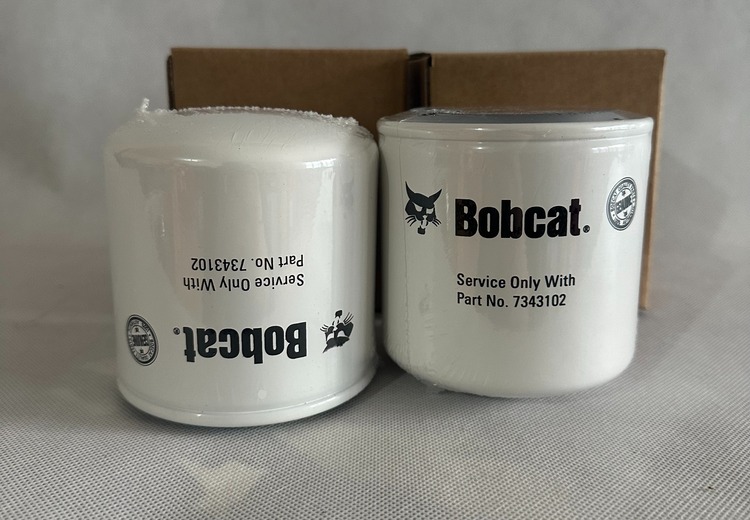 Bobcat®
Service Only With
Part No. 7343102
Bobcat®
Service Only With
Part No. 7343102